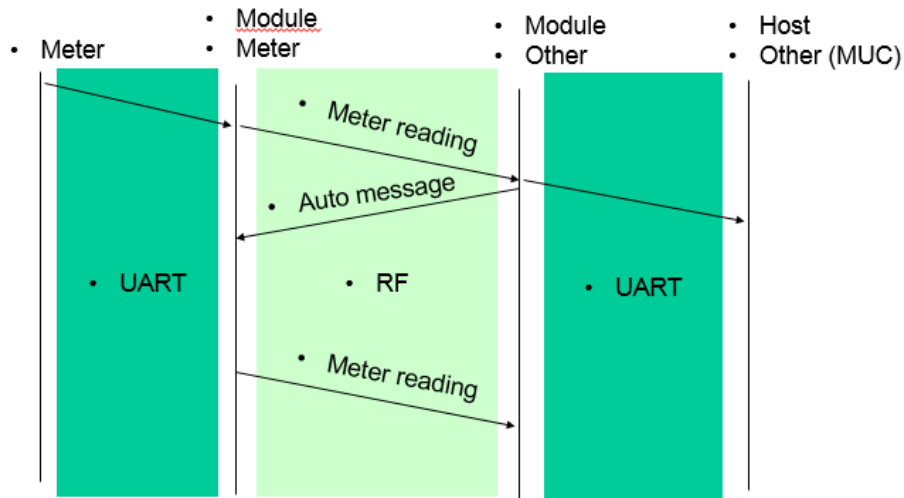 • Meter
• Module
• Meter
• Module
• Other
• Host
• Other (MUC)
• Meter reading
• Auto message
• UART
• RF
• UART
• Meter reading